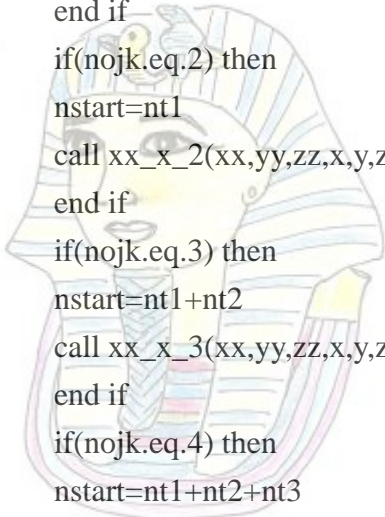 end if
if(nojk.eq.2) then
nstart=nt1
call xx_x_2(xx,yy,zz,x,y,z
end if
if(nojk.eq.3) then
nstart=nt1+nt2
call xx_x_3(xx,yy,zz,x,y,z
end if
if(nojk.eq.4) then
nstart=nt1+nt2+nt3